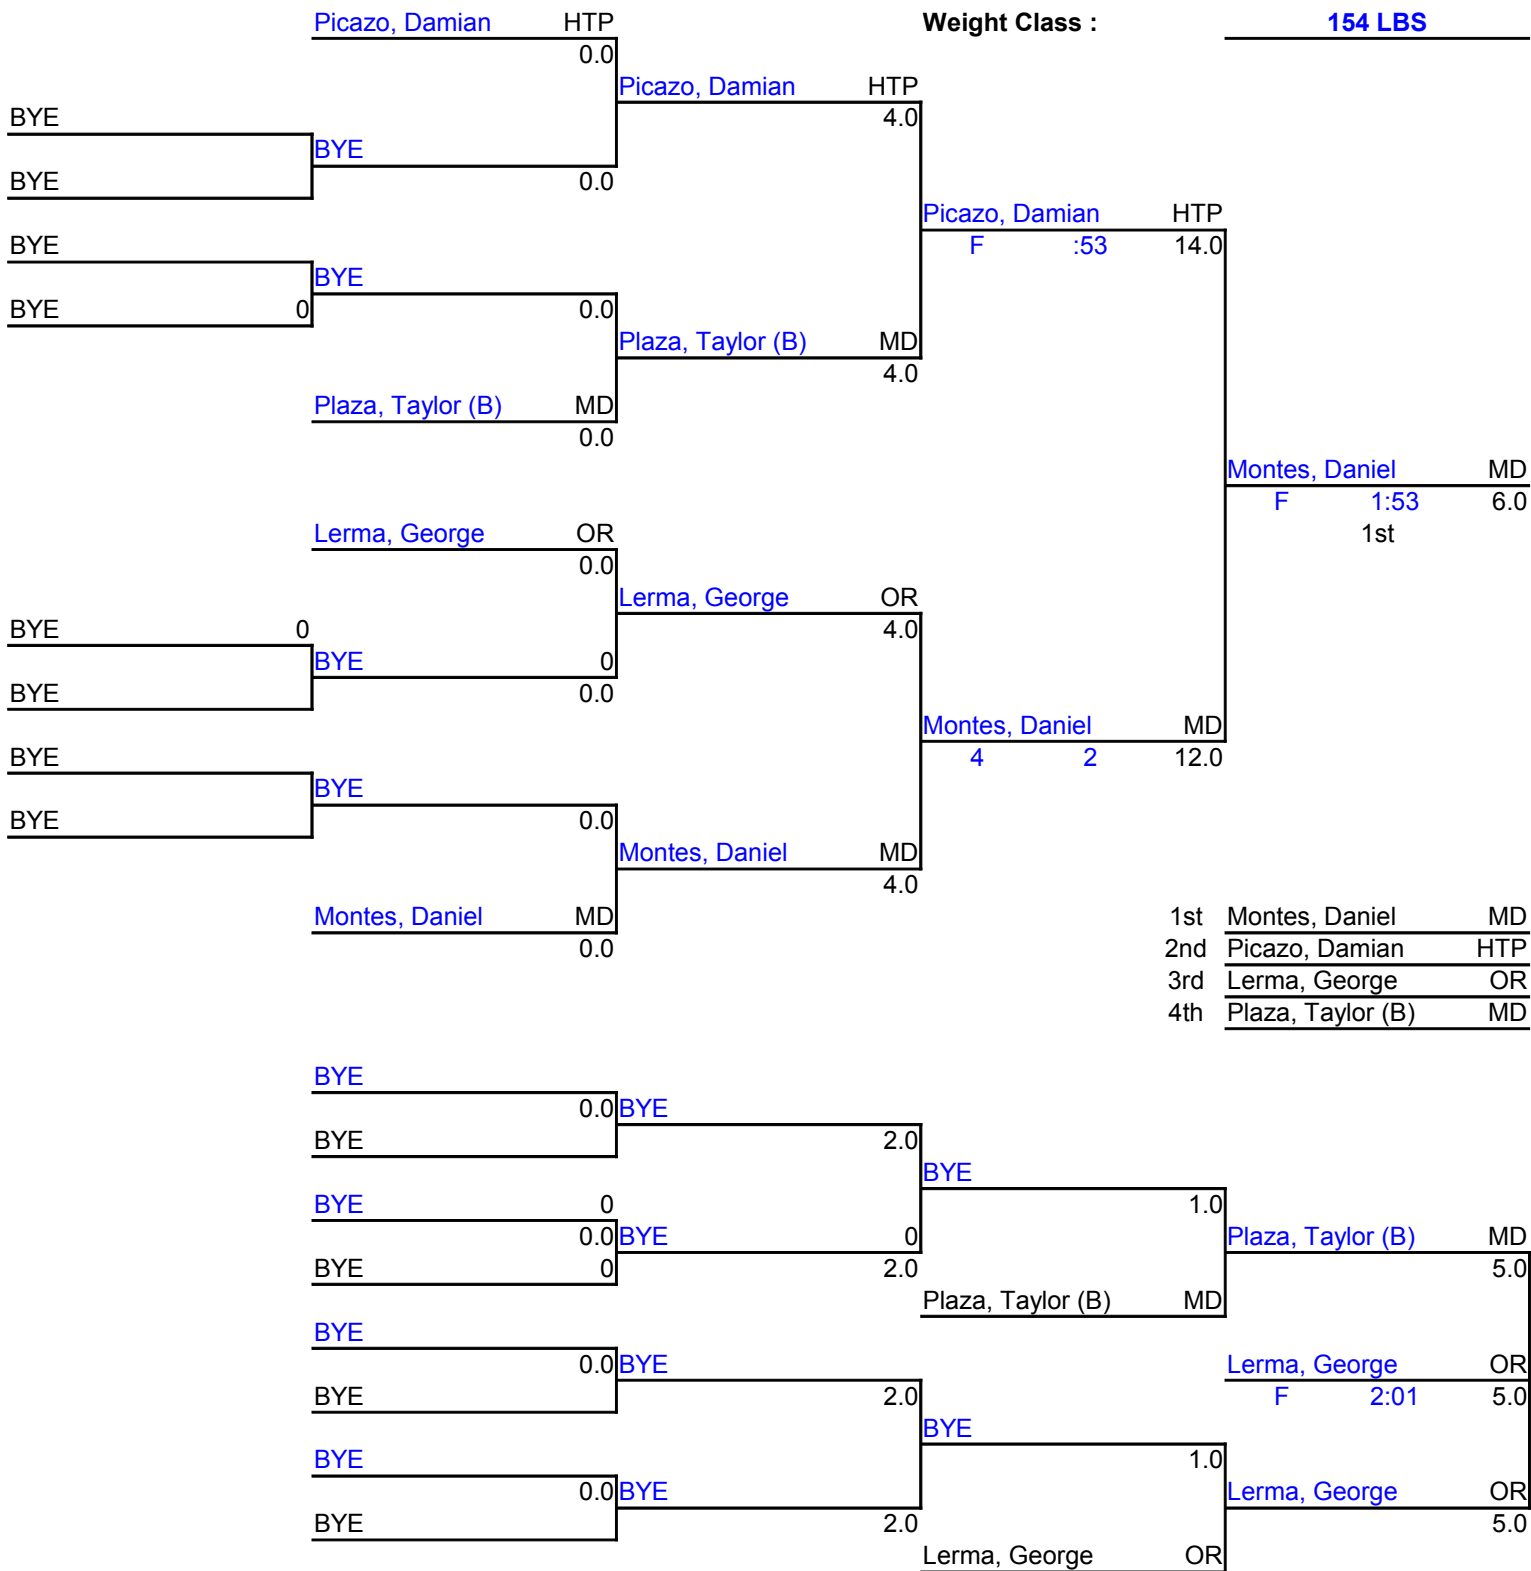 Picazo, Damian HTP Weight Class : 154 LBS
0.0
Picazo, Damian HTP
BYE 4.0
BYE
BYE 0.0
Picazo, Damian HTP
BYE F :53 14.0
BYE
BYE 0 0.0
Plaza, Taylor (B) MD
4.0
Plaza, Taylor (B) MD
0.0
Montes, Daniel MD
F 1:53 6.0
Lerma, George OR 1st
0.0
Lerma, George OR
BYE 0 4.0
BYE 0
BYE 0.0
Montes, Daniel MD
BYE 4 2 12.0
BYE
BYE 0.0
Montes, Daniel MD
4.0
Montes, Daniel MD 1st Montes, Daniel MD
0.0 2nd Picazo, Damian HTP
3rd Lerma, George OR
4th Plaza, Taylor (B) MD
BYE
0.0 BYE
BYE 2.0
BYE
BYE 0 1.0
0.0 BYE 0 Plaza, Taylor (B) MD
BYE 0 2.0 5.0
Plaza, Taylor (B) MD
BYE
0.0 BYE Lerma, George OR
BYE 2.0 F 2:01 5.0
BYE
BYE 1.0
0.0 BYE Lerma, George OR
BYE 2.0 5.0
Lerma, George OR